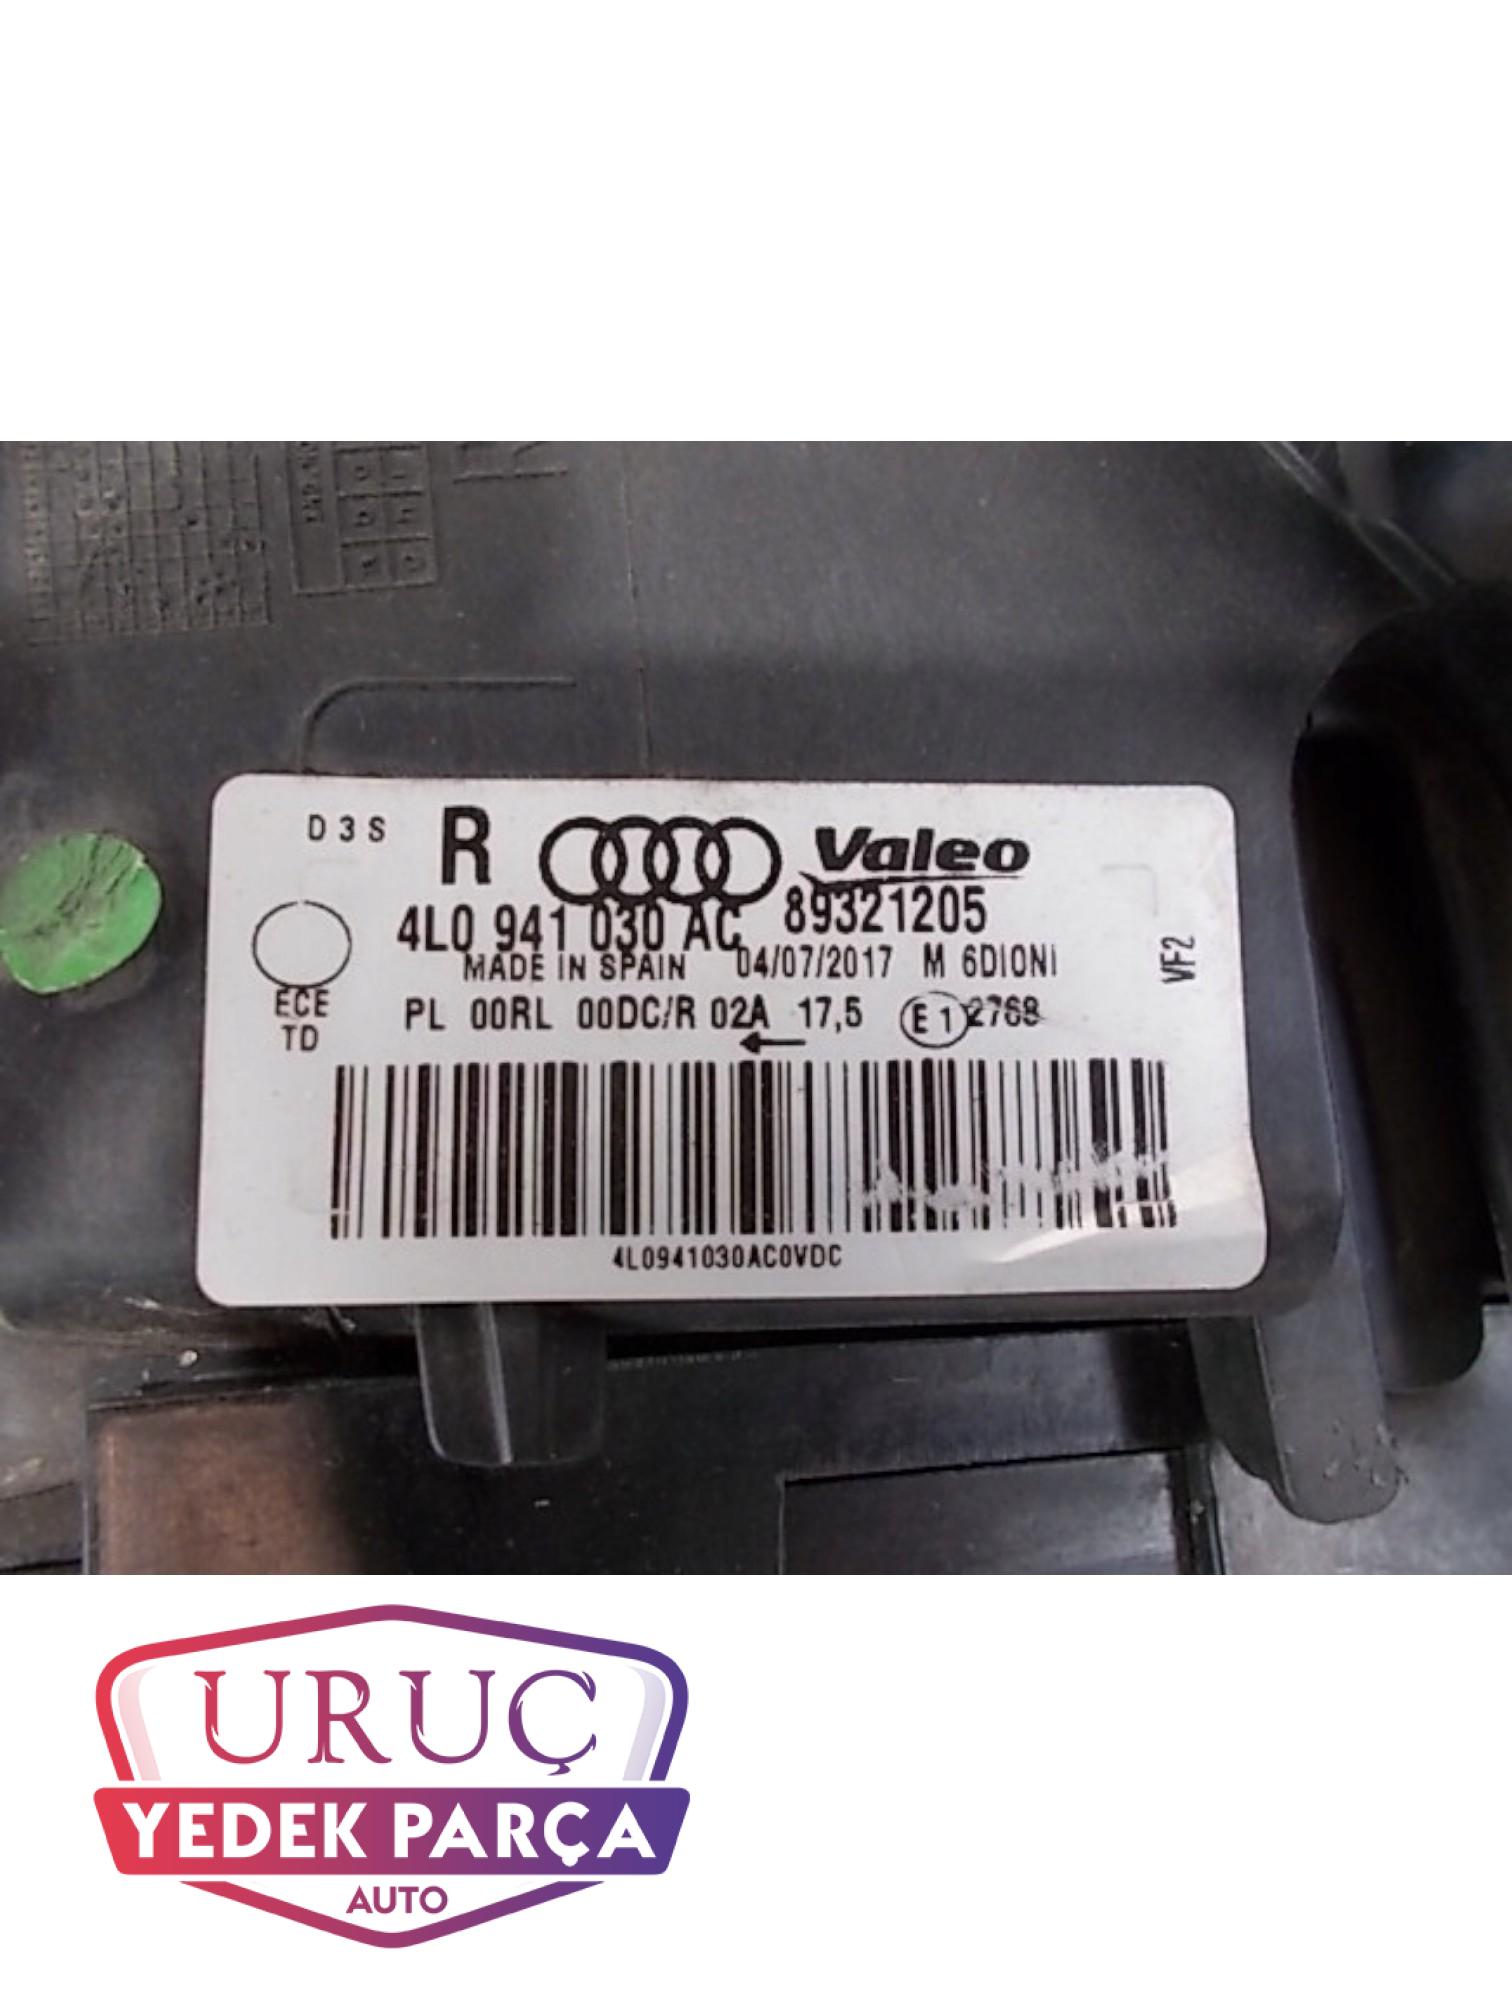 D3S R Valeo
4L0 941 030 AC 89321205
MADE IN SPAIN 04/07/2017 M 6DIONI
VF2
ECE
TD
PL 00RL 00DC/R 02A 17,5 E1 2768
4L0941030AC0VDC
URUÇ
YEDEK PARÇA
AUTO